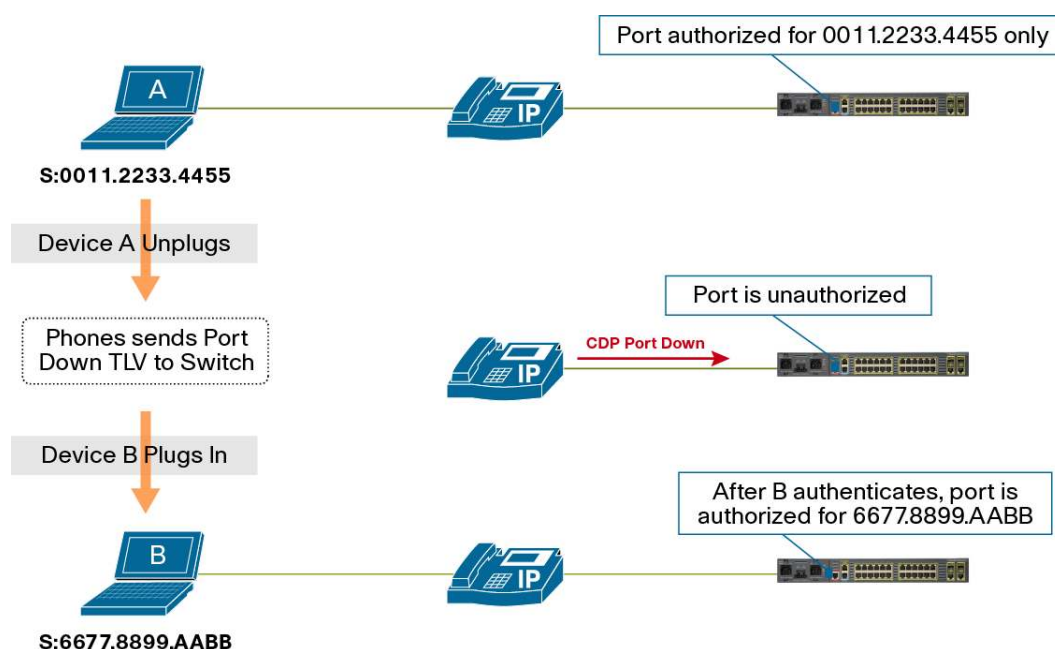 Port authorized for 0011.2233.4455 only
A
IP
S:0011.2233.4455
Device A Unplugs
Phones sends Port
Down TLV to Switch
Port is unauthorized
CDP Port Down
IP
Device B Plugs In
After B authenticates, port is
authorized for 6677.8899.AABB
B
IP
S:6677.8899.AABB